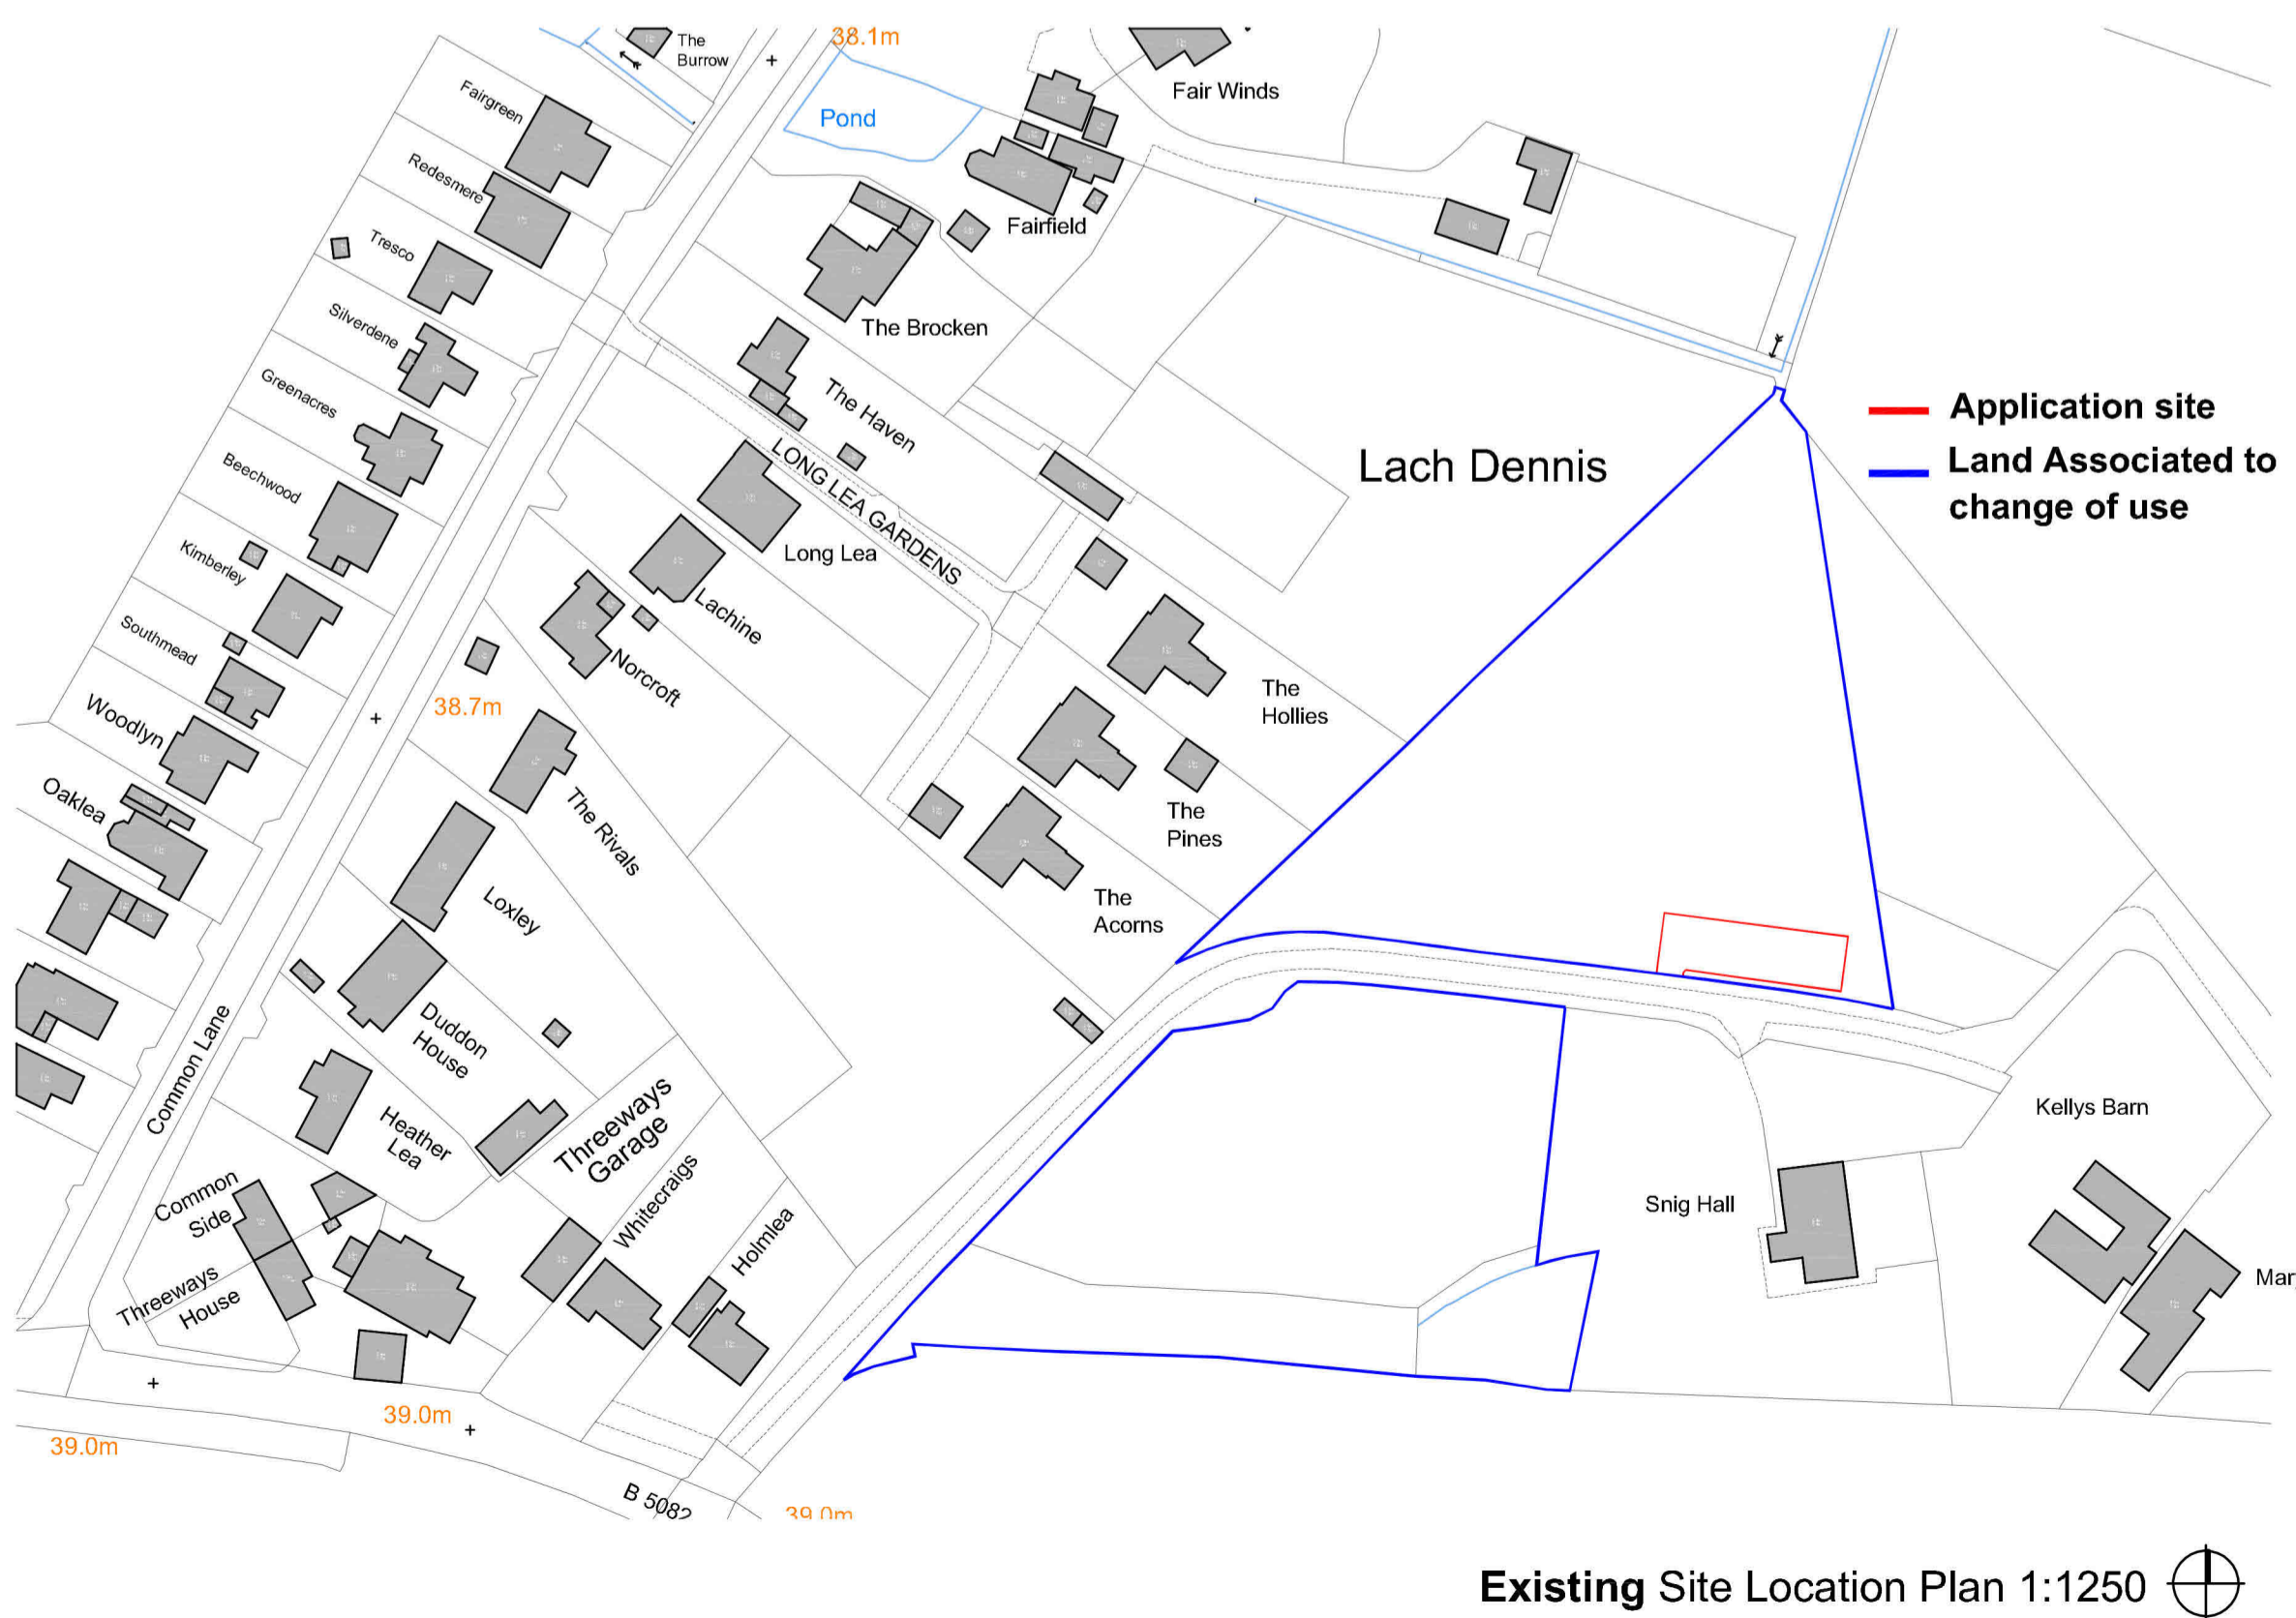 38.1m
The
Burrow
Fairgreen
Pond
Fair Winds
Redesmere
Fairfield
Tresco
The Brocken
Silverdene
Greenacres
The Haven
Application site
Land Associated to
change of use
Lach Dennis
LONG LEA GARDENS
Beechwood
Long Lea
Kimberley
Lachine
Southmead
Norcroft
The
Hollies
38.7m
Woodlyn
Oaklea
The Rivals
The
Pines
Loxley
The
Acorns
Common Lane
Duddon
House
Heather
Lea
Threeways
Garage
Kellys Barn
Common
Side
Whitecraigs
Snig Hall
Holmlea
Threeways
House
Mar
39.0m
39.0m
B 5082
39.0m
Existing Site Location Plan 1:1250